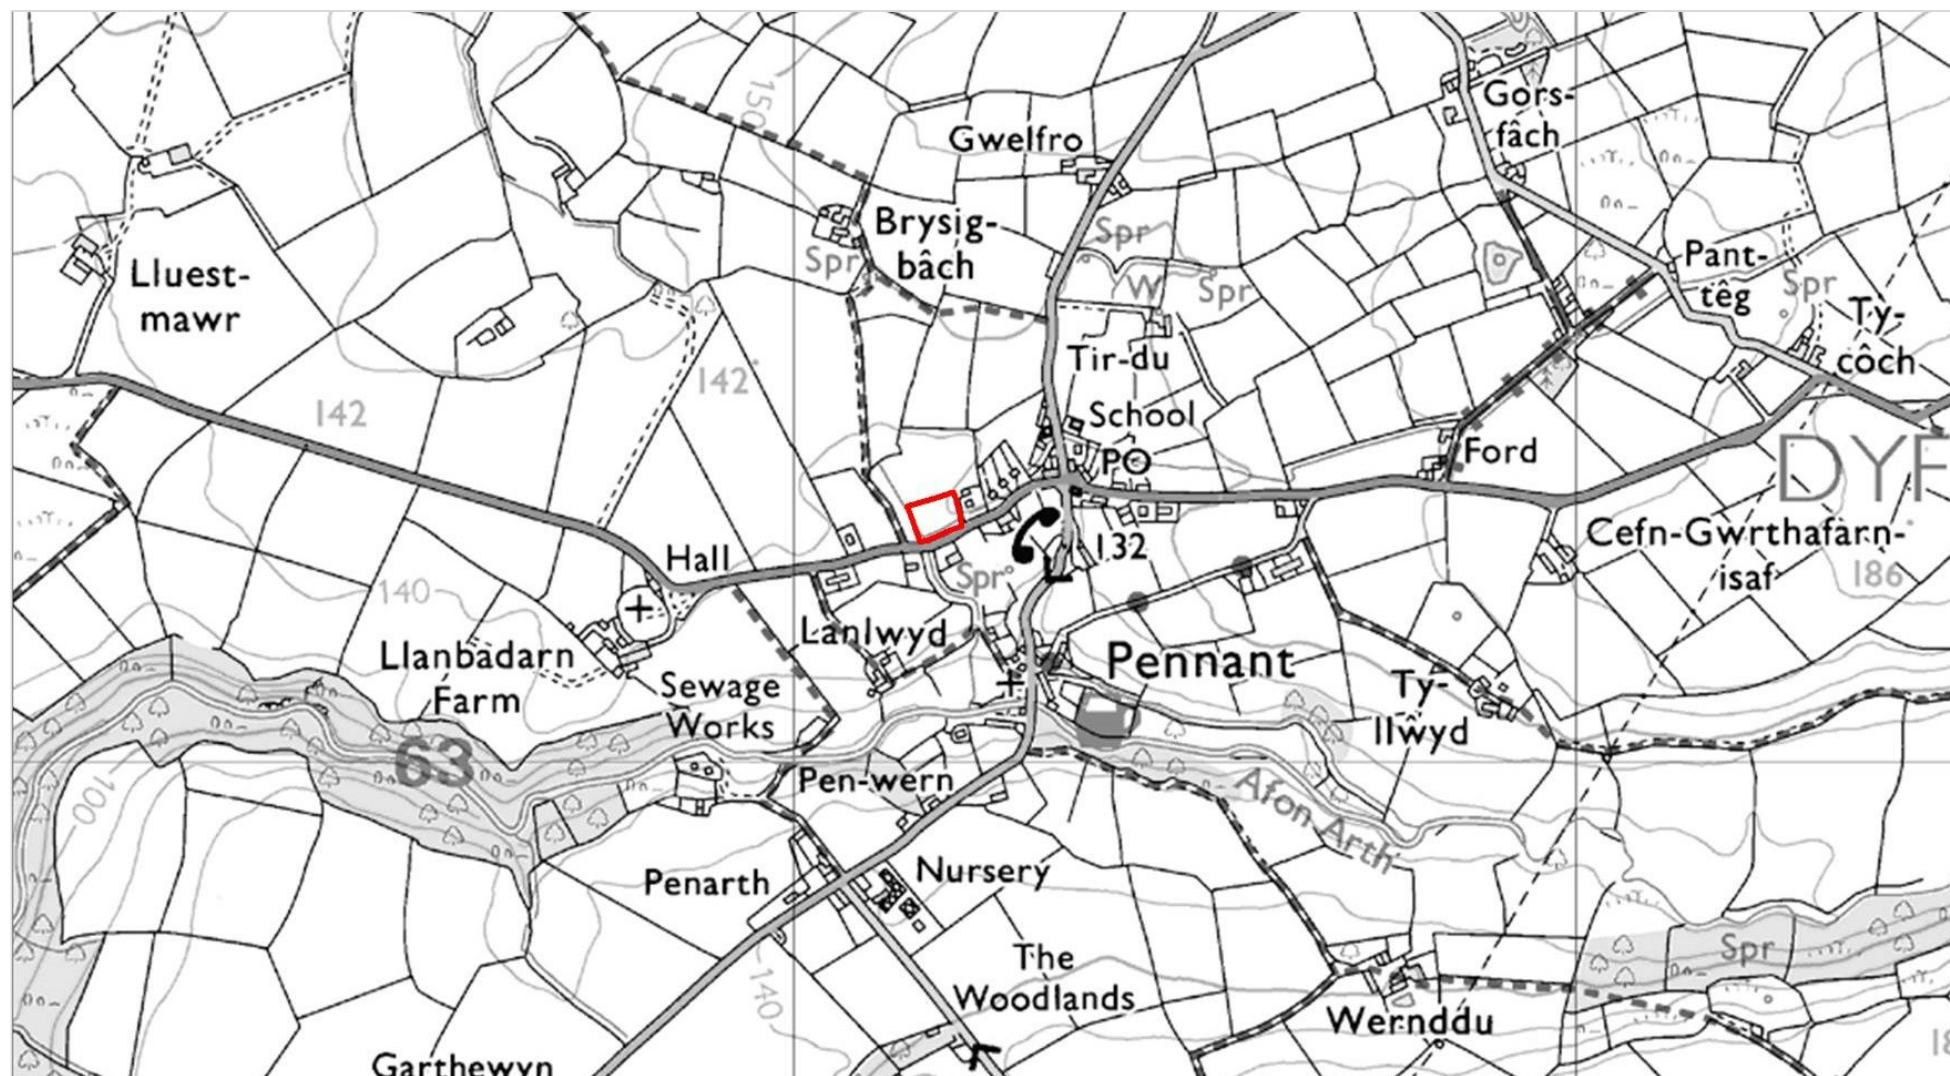 150
Gwelfro
Gors-
fâch
Brysig-
bâch
Spr
Spr
W
Spr
Lluest-
mawr
Pant-
têg
Spr
Ty-
côch
142
142
Tir-du
School
PO
Ford
DYF
Hall
132
Cefn-Gwrthafarn-
isaf
186
140
Spr
Lanlwyd
Llanbadarn
Farm
Sewage
Works
Pennant
Ty-
llŵyd
63
100
Pen-wern
Afon Arth
Penarth
Nursery
The
Woodlands
Spr
140
Wernddu
18
Garthewyn